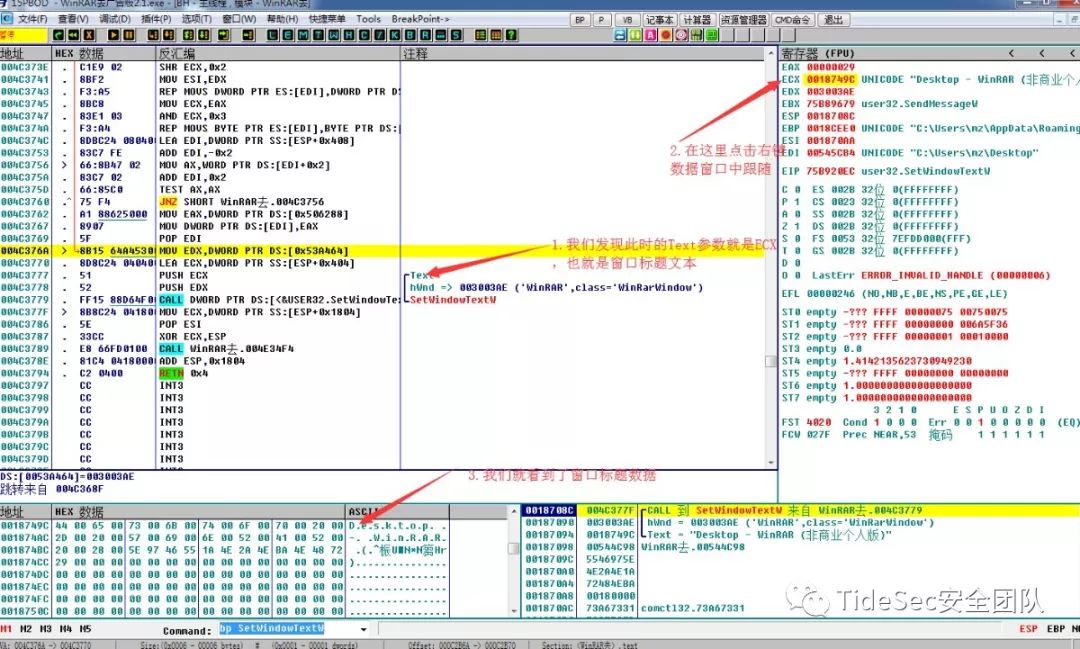 15PBOD - WinRAR去广告版2.1.exe - [BH - 主线程, 模块 - WinRAR去]
文件(F) 查看(V) 调试(D) 插件(P) 选项(T) 窗口(W) 帮助(H) 快捷菜单 Tools BreakPoint->
BP P VB 记事本 计算器 资源管理器 CMD命令 退出
暂停
地址 HEX 数据 反汇编 注释 寄存器 (FPU)
004C373E . C1E9 02 SHR ECX,0x2
004C3741 . 8BF2 MOV ESI,EDX
004C3743 . F3:A5 REP MOVS DWORD PTR ES:[EDI],DWORD PTR DS
004C3745 . 8BC8 MOV ECX,EAX
004C3747 . 83E1 03 AND ECX,0x3
004C374A . F3:A4 REP MOVS BYTE PTR ES:[EDI],BYTE PTR DS:[
004C374C . 8DBC24 080400 LEA EDI,DWORD PTR SS:[ESP+0x408]
004C3753 . 83C7 FE ADD EDI,-0x2
004C3756 > 66:8B47 02 MOV AX,WORD PTR DS:[EDI+0x2]
004C375A . 83C7 02 ADD EDI,0x2
004C375D . 66:85C0 TEST AX,AX
004C3760 .^ 75 F4 JNZ SHORT WinRAR去.004C3756
004C3762 . A1 88625000 MOV EAX,DWORD PTR DS:[0x506288]
004C3767 . 8907 MOV DWORD PTR DS:[EDI],EAX
004C3769 . 5F POP EDI
004C376A > 8B15 64A45300 MOV EDX,DWORD PTR DS:[0x53A464]
004C3770 . 8D8C24 040400 LEA ECX,DWORD PTR SS:[ESP+0x404]
004C3777 . 51 PUSH ECX Text
004C3778 . 52 PUSH EDX hWnd => 003003AE ('WinRAR',class='WinRarWindow')
004C3779 . FF15 88D64F00 CALL DWORD PTR DS:[<&USER32.SetWindowTe SetWindowTextW
004C377F > 8B8C24 041800 MOV ECX,DWORD PTR SS:[ESP+0x1804]
004C3786 . 5E POP ESI
004C3787 . 33CC XOR ECX,ESP
004C3789 . E8 66FD0100 CALL WinRAR去.004E34F4
004C378E . 81C4 04180000 ADD ESP,0x1804
004C3794 . C2 0400 RETN 0x4
004C3797 CC INT3
004C3798 CC INT3
004C3799 CC INT3
004C379A CC INT3
004C379B CC INT3
004C379C CC INT3
004C379D CC INT3
EAX 00000029
ECX 0018749C UNICODE "Desktop - WinRAR (非商业个人
EDX 003003AE
EBX 75B89679 user32.SendMessageW
ESP 0018708C
EBP 0018CEE0 UNICODE "C:\Users\mz\AppData\Roaming
ESI 001870AA
EDI 00545CB4 UNICODE "C:\Users\mz\Desktop"
EIP 75B920EC user32.SetWindowTextW
C 0 ES 002B 32位 0(FFFFFFFF)
P 1 CS 0023 32位 0(FFFFFFFF)
A 0 SS 002B 32位 0(FFFFFFFF)
Z 1 DS 002B 32位 0(FFFFFFFF)
S 0 FS 0053 32位 7EFDD000(FFF)
T 0 GS 002B 32位 0(FFFFFFFF)
D 0
O 0 LastErr ERROR_INVALID_HANDLE (00000006)
EFL 00000246 (NO,NB,E,BE,NS,PE,GE,LE)
ST0 empty -??? FFFF 00000075 00750075
ST1 empty -??? FFFF 00000000 006A5F36
ST2 empty -??? FFFF 00000001 00010000
ST3 empty 0.0
ST4 empty 1.4142135623730949230
ST5 empty -??? FFFF 00000000 00000000
ST6 empty 1.0000000000000000000
ST7 empty 1.0000000000000000000
3 2 1 0 E S P U O Z D I
FST 4020 Cond 1 0 0 0 Err 0 0 1 0 0 0 0 0 (EQ)
FCW 027F Prec NEAR,53 掩码 1 1 1 1 1 1
2.在这里点击右键
数据窗口中跟随
1.我们发现此时的Text参数就是ECX
，也就是窗口标题文本
3.我们就看到了窗口标题数据
DS:[0053A464]=003003AE
跳转来自 004C368F
地址 HEX 数据 ASCII
0018749C 44 00 65 00 73 00 6B 00 74 00 6F 00 70 00 20 00 D.e.s.k.t.o.p. .
001874AC 2D 00 20 00 57 00 69 00 6E 00 52 00 41 00 52 00 -. .W.i.n.R.A.R.
001874BC 20 00 28 00 5E 97 46 55 1A 4E 2A 4E BA 4E 48 72
001874CC 29 00 00 00 00 00 00 00 00 00 00 00 00 00 00 00 )...............
001874DC 00 00 00 00 00 00 00 00 00 00 00 00 00 00 00 00 ................
001874EC 00 00 00 00 00 00 00 00 00 00 00 00 00 00 00 00 ................
001874FC 00 00 00 00 00 00 00 00 00 00 00 00 00 00 00 00 ................
0018750C 00 00 00 00 00 00 00 00 00 00 00 00 00 00 00 00 ................
0018708C 004C377F CALL 到 SetWindowTextW 来自 WinRAR去.004C3779
00187090 003003AE hWnd = 003003AE ('WinRAR',class='WinRarWindow')
00187094 0018749C Text = "Desktop - WinRAR (非商业个人版)"
00187098 00544C98 WinRAR去.00544C98
0018709C 5546975E
001870A0 4E2A4E1A
001870A4 72484EBA
001870A8 00180000
001870AC 73A67331 comctl32.73A67331
TideSec安全团队
M1 M2 M3 M4 M5 Command: bp SetWindowTextW ESP EBP
VA: 004C376A -> 004C3770 Size:(0x0006 - 00006 bytes) # (0x0001 - 0001 dwords) Offset: 000C2B6A -> 000C2B70 Section: (WinRAR去) .text